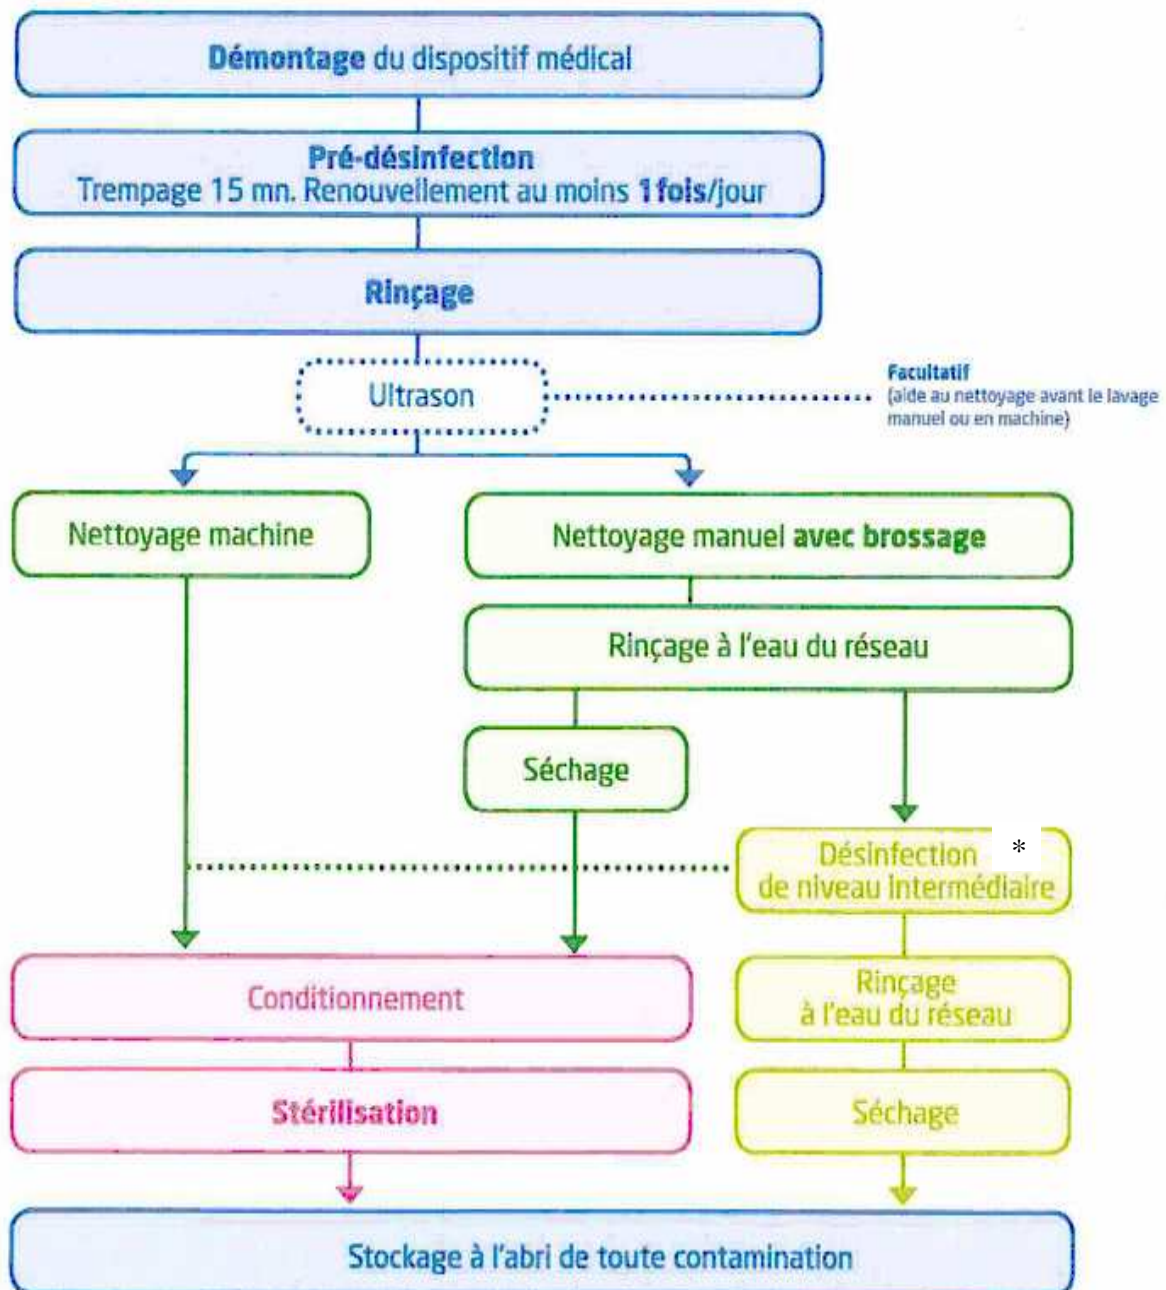 Démontage du dispositif médical
Pré-désinfection
Trempage 15 mn. Renouvellement au moins 1 fois/jour
Rinçage
Ultrason
Facultatif
(aide au nettoyage avant le lavage
manuel ou en machine)
Nettoyage machine
Nettoyage manuel avec brossage
Rinçage à l'eau du réseau
Séchage
Désinfection *
de niveau intermédiaire
Conditionnement
Rinçage
à l'eau du réseau
Stérilisation
Séchage
Stockage à l'abri de toute contamination